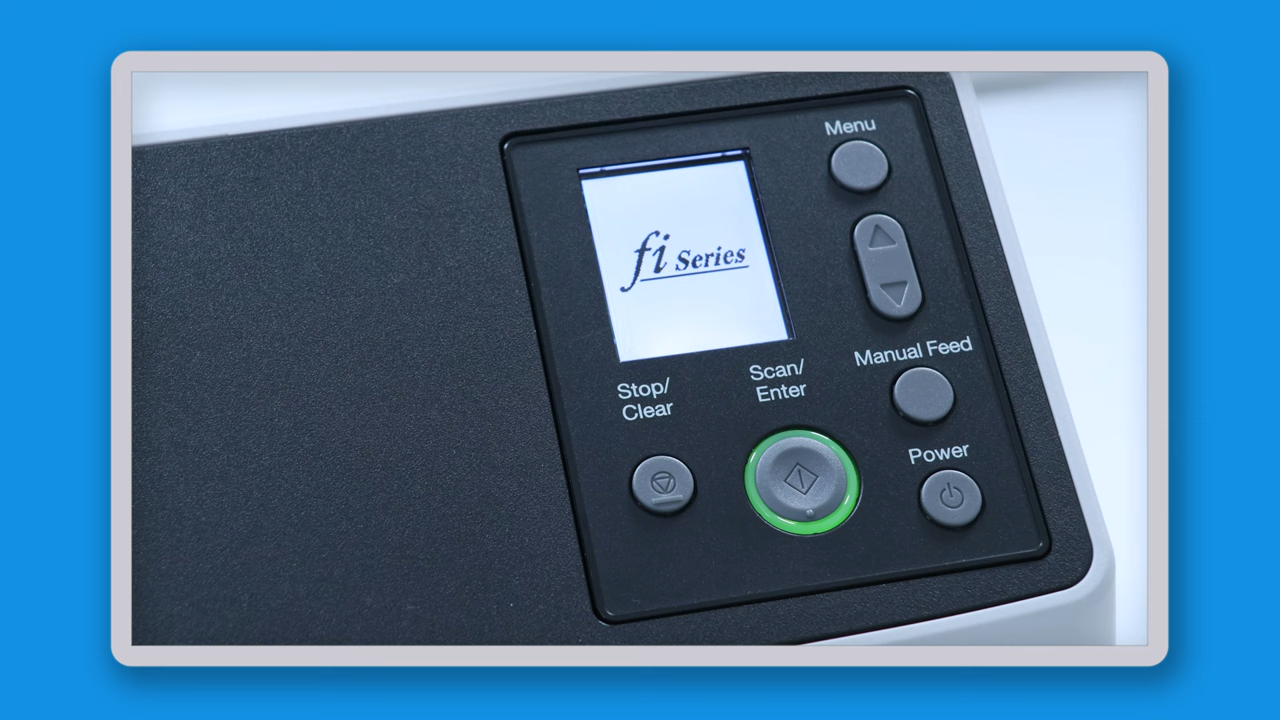 Menu
fi Series
Manual Feed
Stop/
Clear
Scan/
Enter
Power